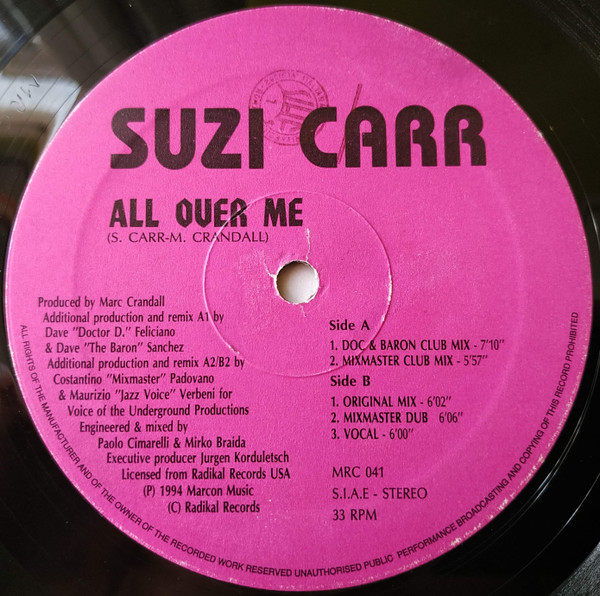 SUZI CARR
ALL OVER ME
(S. CARR-M. CRANDALL)
Produced by Marc Crandall
Additional production and remix A1 by
Dave "Doctor D." Feliciano
& Dave "The Baron" Sanchez
Additional production and remix A2/B2 by
Costantino "Mixmaster" Padovano
& Maurizio "Jazz Voice" Verbeni for
Voice of the Underground Productions
Engineered & mixed by
Paolo Cimarelli & Mirko Braida
Executive producer Jurgen Korduletsch
Licensed from Radikal Records USA
(P) 1994 Marcon Music
(C) Radikal Records
Side A
1. DOC & BARON CLUB MIX - 7'10"
2. MIXMASTER CLUB MIX - 5'57"
Side B
1. ORIGINAL MIX - 6'02"
2. MIXMASTER DUB 6'06"
3. VOCAL - 6'00"
MRC 041
S.I.A.E - STEREO
33 RPM
ALL RIGHTS OF THE MANUFACTURER AND OF THE OWNER OF THE RECORDED WORK RESERVED UNAUTHORISED PUBLIC PERFORMANCE BROADCASTING AND COPYING OF THIS RECORD PROHIBITED